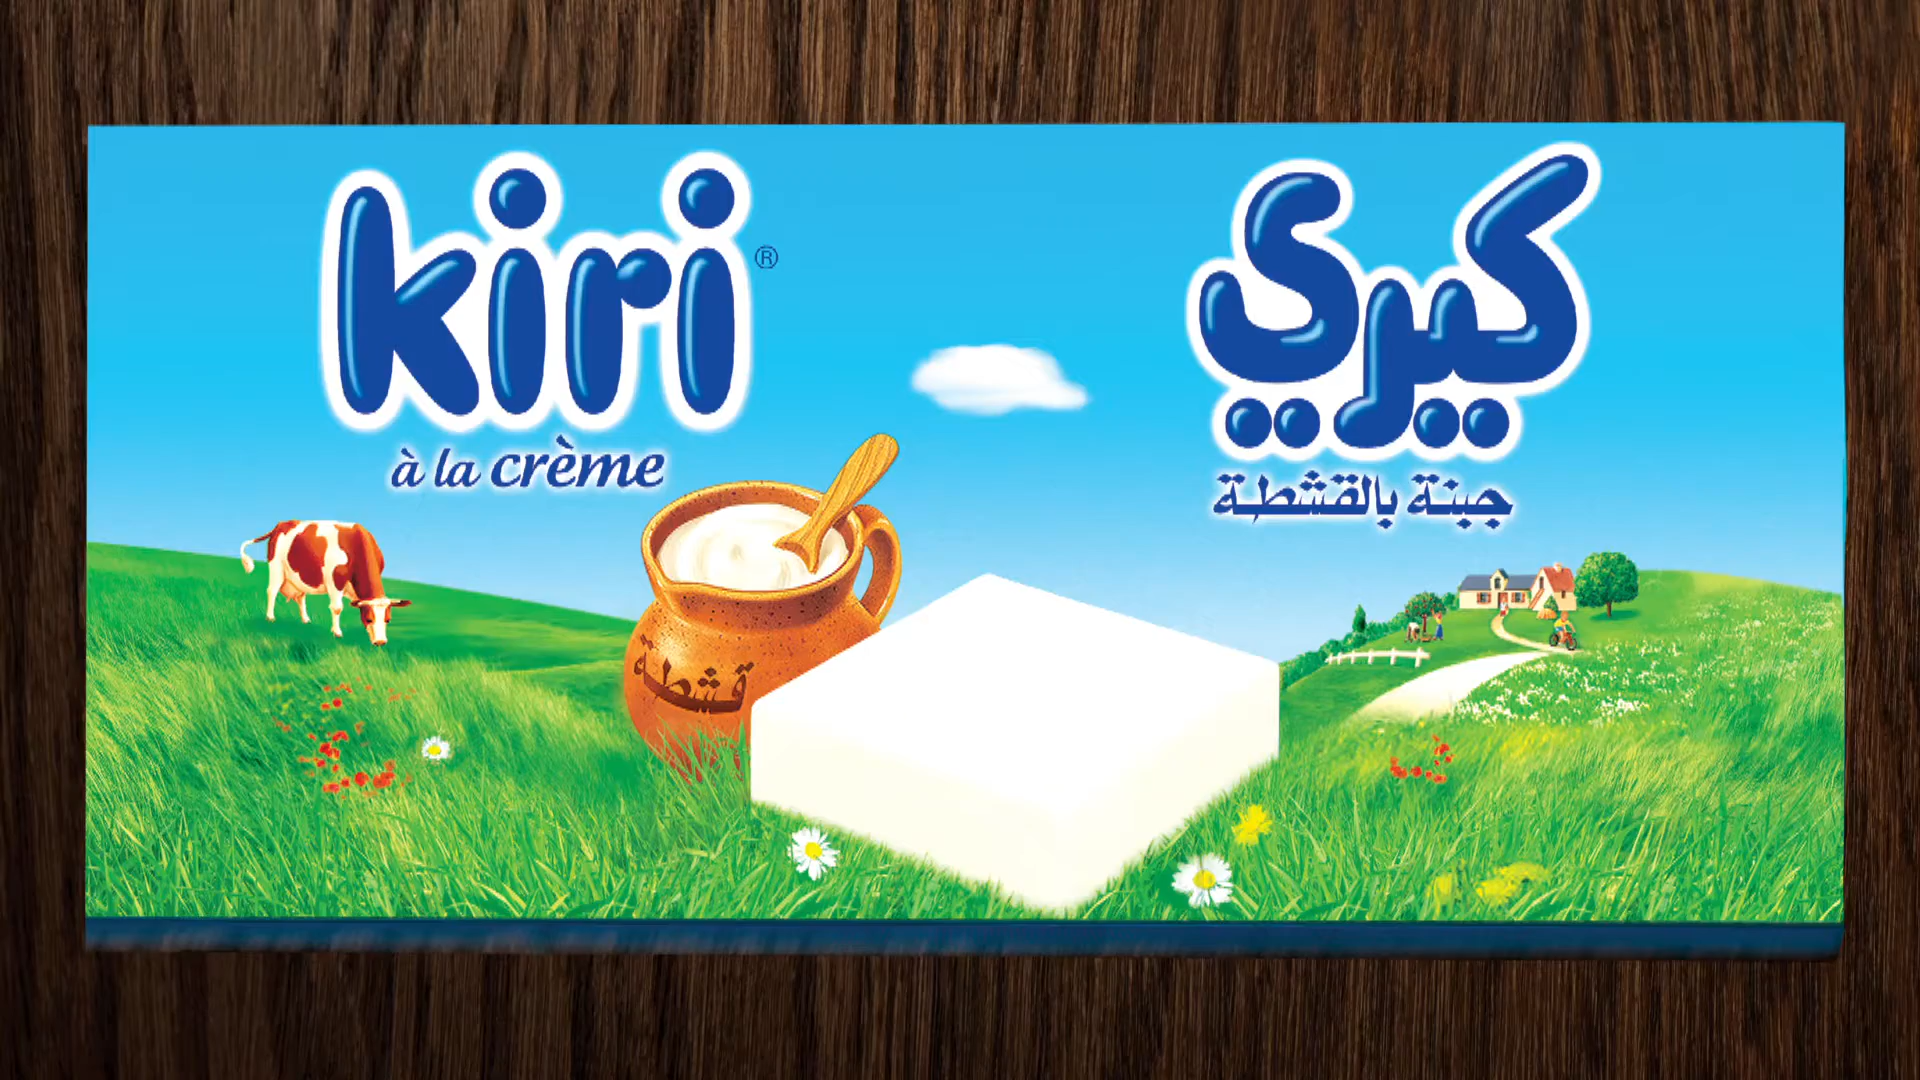 kiri®
à la crème
كيري
جبنة بالقشطة
قشطة